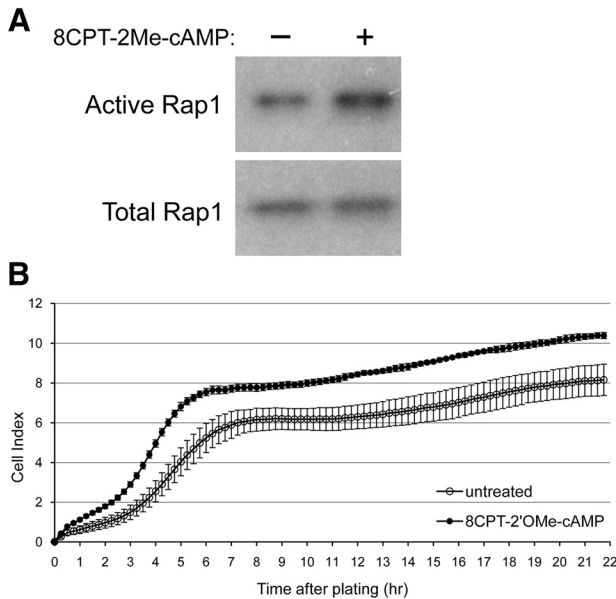 A
8CPT-2Me-cAMP: − +
Active Rap1
Total Rap1
B
12
10
8
6
4
2
0
Cell Index
untreated
8CPT-2'OMe-cAMP
0 1 2 3 4 5 6 7 8 9 10 11 12 13 14 15 16 17 18 19 20 21 22
Time after plating (hr)